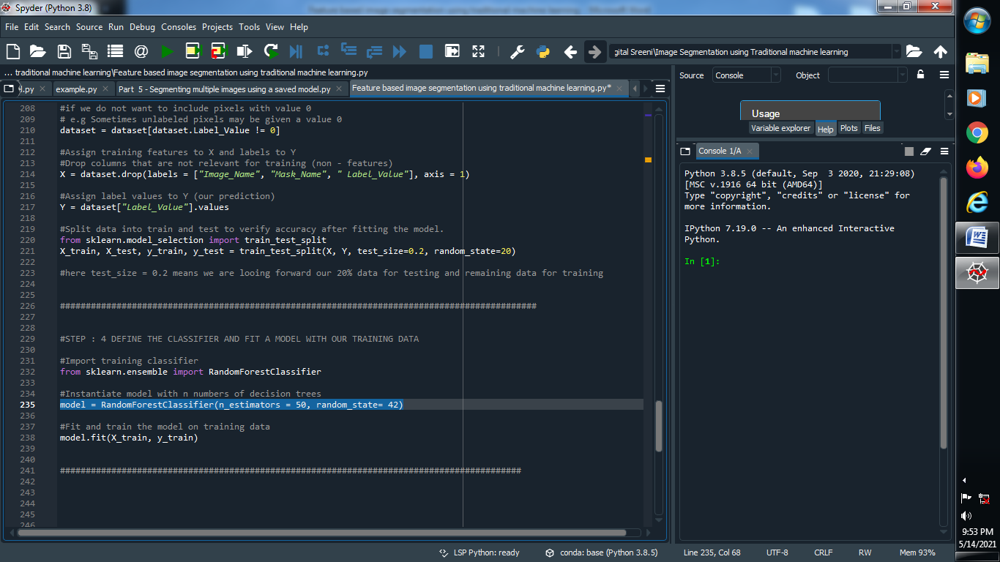 Spyder (Python 3.8)
File Edit Search Source Run Debug Consoles Projects Tools View Help
gital Sreeni\Image Segmentation using Traditional machine learning
... traditional machine learning\Feature based image segmentation using traditional machine learning.py
Source Console Object
l.py example.py Part 5 - Segmenting multiple images using a saved model.py Feature based image segmentation using traditional machine learning.py*
208 #if we do not want to include pixels with value 0
209 # e.g Sometimes unlabeled pixels may be given a value 0
210 dataset = dataset[dataset.Label_Value != 0]
211
212 #Assign training features to X and labels to Y
213 #Drop columns that are not relevant for training (non - features)
214 X = dataset.drop(labels = ["Image_Name", "Mask_Name", " Label_Value"], axis = 1)
215
216 #Assign label values to Y (our prediction)
217 Y = dataset["Label_Value"].values
218
219 #Split data into train and test to verify accuracy after fitting the model.
220 from sklearn.model_selection import train_test_split
221 X_train, X_test, y_train, y_test = train_test_split(X, Y, test_size=0.2, random_state=20)
222
223 #here test_size = 0.2 means we are looing forward our 20% data for testing and remaining data for training
224
225
226 #############################################################################################
227
228
229 #STEP : 4 DEFINE THE CLASSIFIER AND FIT A MODEL WITH OUR TRAINING DATA
230
231 #Import training classifier
232 from sklearn.ensemble import RandomForestClassifier
233
234 #Instantiate model with n numbers of decision trees
235 model = RandomForestClassifier(n_estimators = 50, random_state= 42)
236
237 #Fit and train the model on training data
238 model.fit(X_train, y_train)
239
240
241 ##########################################################################################
242
243
244
245
246
Usage
Variable explorer Help Plots Files
Console 1/A
Python 3.8.5 (default, Sep 3 2020, 21:29:08)
[MSC v.1916 64 bit (AMD64)]
Type "copyright", "credits" or "license" for
more information.
IPython 7.19.0 -- An enhanced Interactive
Python.
In [1]:
LSP Python: ready conda: base (Python 3.8.5) Line 235, Col 68 UTF-8 CRLF RW Mem 93%
9:53 PM
5/14/2021